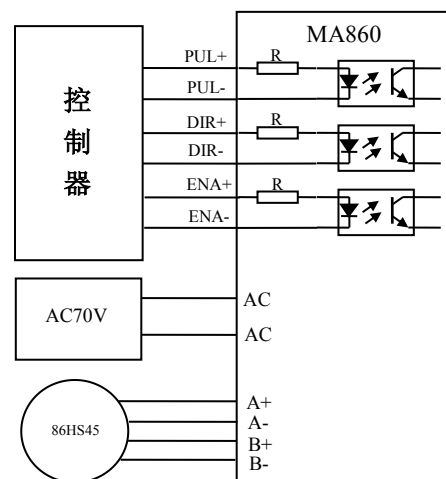 MA860
PUL+
R
PUL-
DIR+
R
DIR-
ENA+
R
ENA-
控制器
AC70V
AC
AC
86HS45
A+
A-
B+
B-